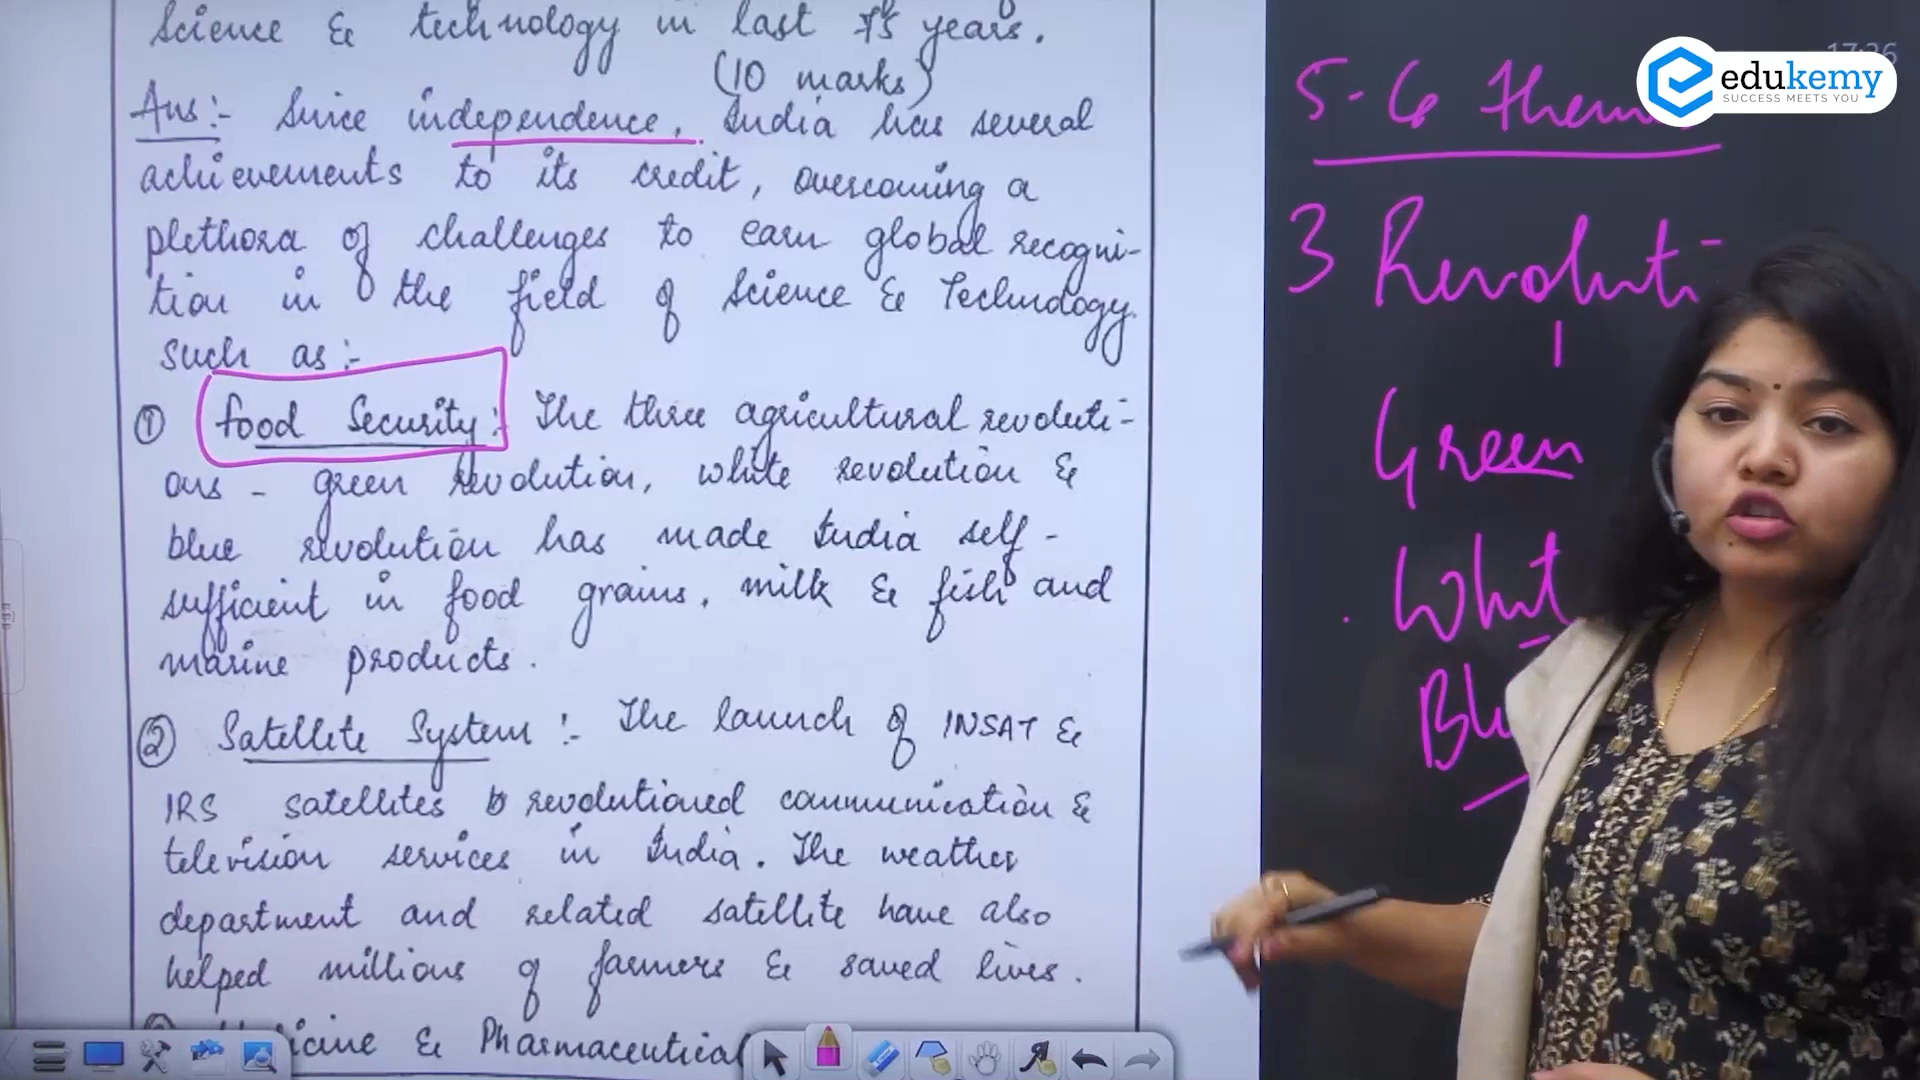 Science & technology in last 75 years.
(10 marks)
Ans:- Since independence, India has several
achievements to its credit, overcoming a
plethora of challenges to earn global recogni-
tion in the field of Science & Technology
such as:-
① food Security:- The three agricultural revoluti-
ons - green revolution, white revolution &
blue revolution has made India self-
sufficient in food grains, milk & fish and
marine products.
② Satellite System:- The launch of INSAT &
IRS satellites revolutioned communication &
television services in India. The weather
department and related satellite have also
helped millions of farmers & saved lives.
& Pharmaceutical
5-6 Them
3 Revoluti
Green
Whit
Blu
17:36
edukemy
SUCCESS MEETS YOU